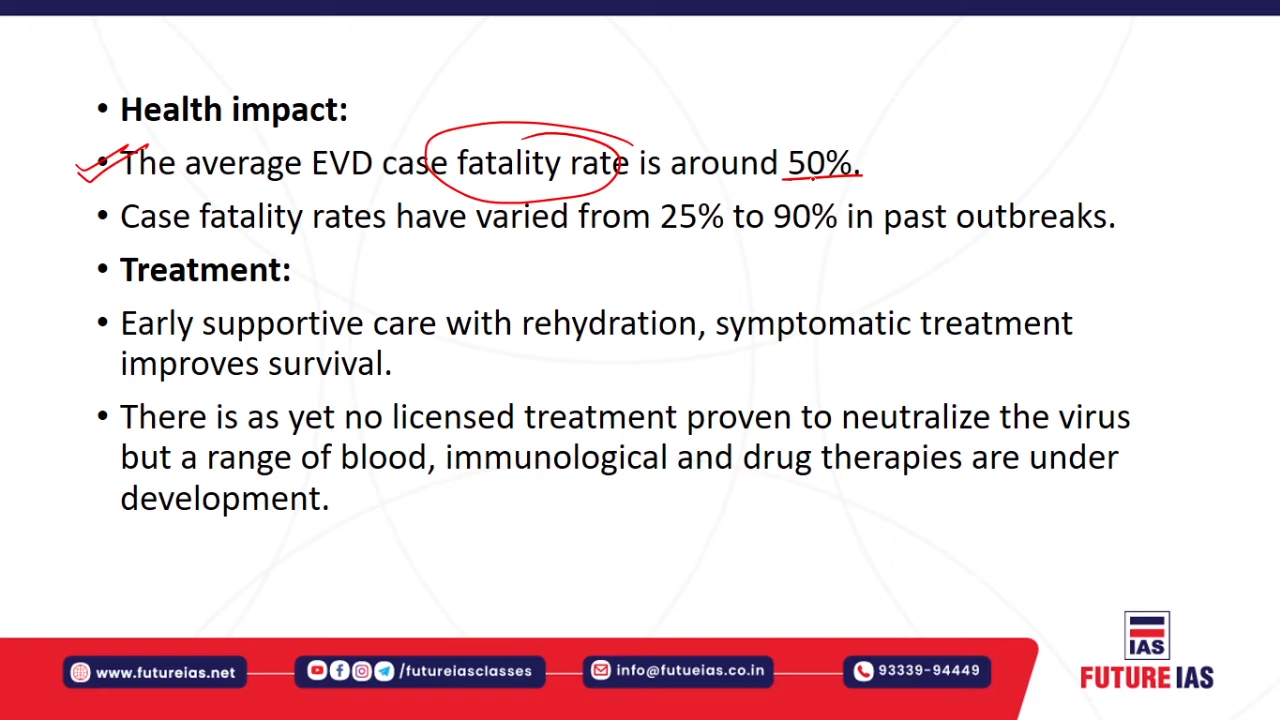 • Health impact:
• The average EVD case fatality rate is around 50%.
• Case fatality rates have varied from 25% to 90% in past outbreaks.
• Treatment:
• Early supportive care with rehydration, symptomatic treatment
improves survival.
• There is as yet no licensed treatment proven to neutralize the virus
but a range of blood, immunological and drug therapies are under
development.
IAS
www.futureias.net
/futureiasclasses
info@futueias.co.in
93339-94449
FUTURE IAS